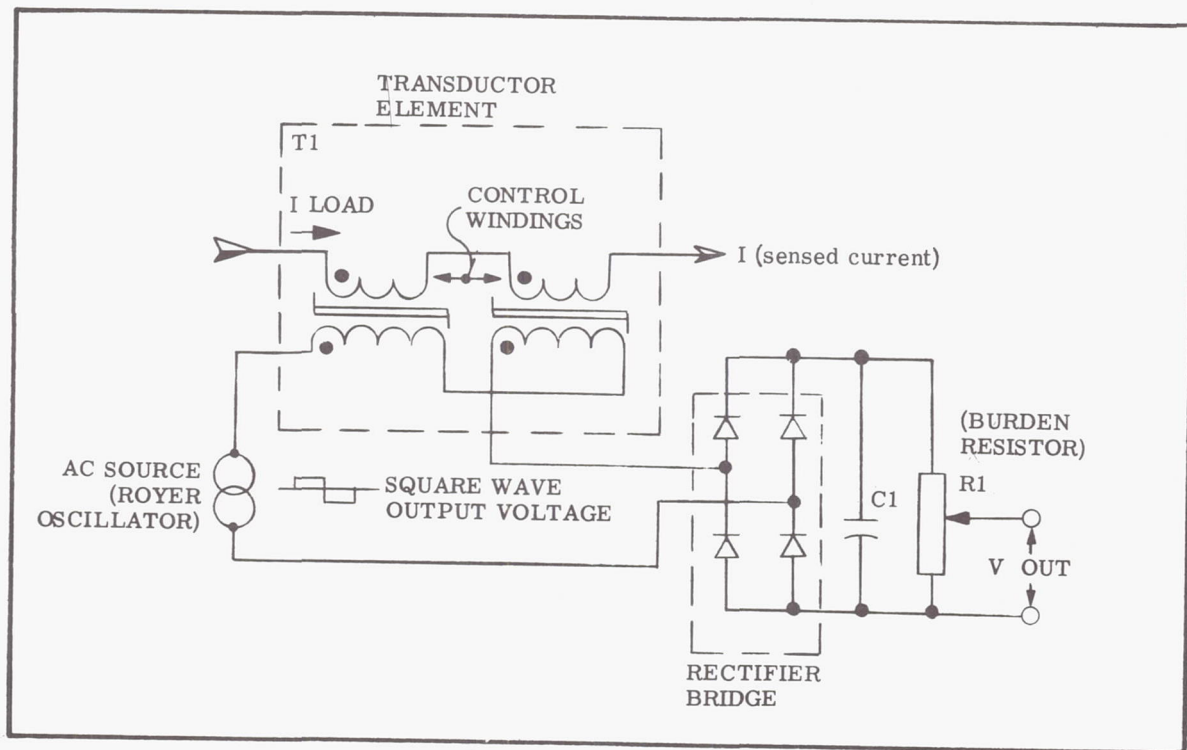 TRANSDUCTOR
ELEMENT
T1
I LOAD
CONTROL
WINDINGS
I (sensed current)
AC SOURCE
(ROYER
OSCILLATOR)
SQUARE WAVE
OUTPUT VOLTAGE
(BURDEN
RESISTOR)
R1
C1
V OUT
RECTIFIER
BRIDGE